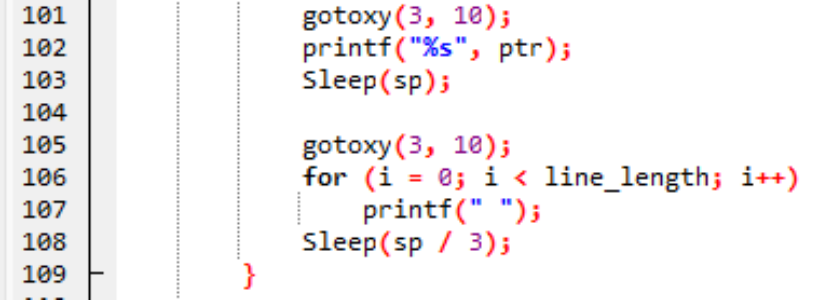 101 gotoxy(3, 10);
102 printf("%s", ptr);
103 Sleep(sp);
104
105 gotoxy(3, 10);
106 for (i = 0; i < line_length; i++)
107 printf(" ");
108 Sleep(sp / 3);
109 }